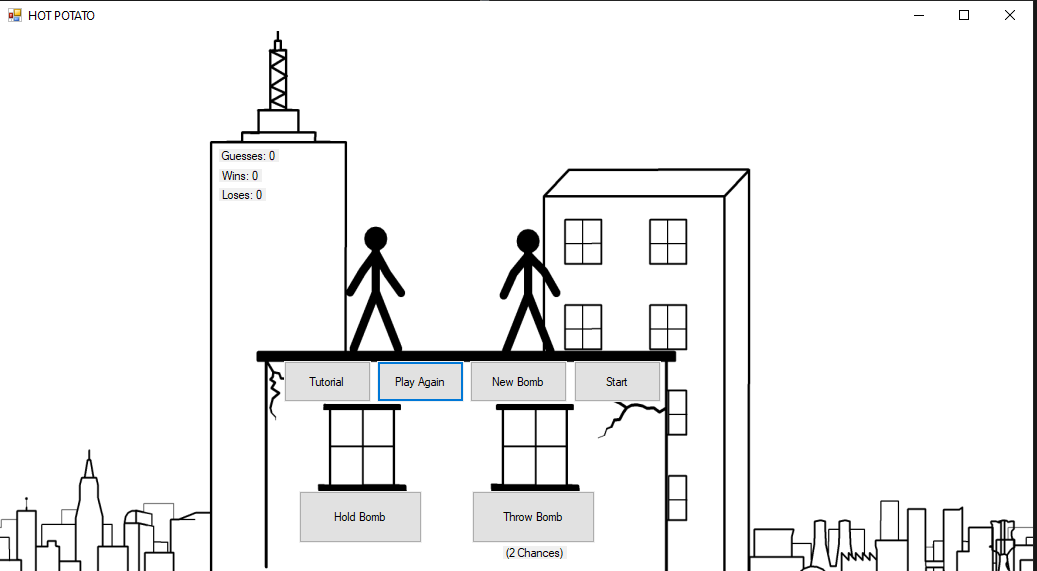 HOT POTATO
Guesses: 0
Wins: 0
Loses: 0
Tutorial
Play Again
New Bomb
Start
Hold Bomb
Throw Bomb
(2 Chances)